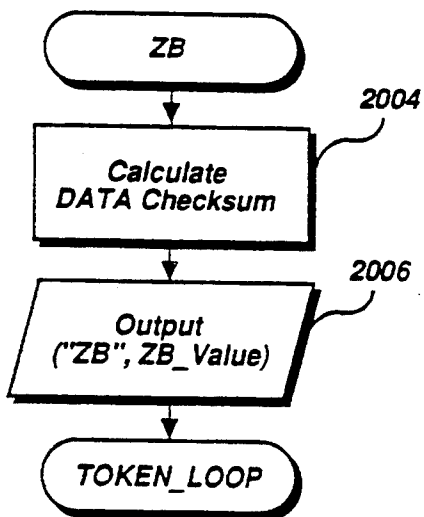 ZB
2004
Calculate
DATA Checksum
2006
Output
("ZB", ZB_Value)
TOKEN_LOOP